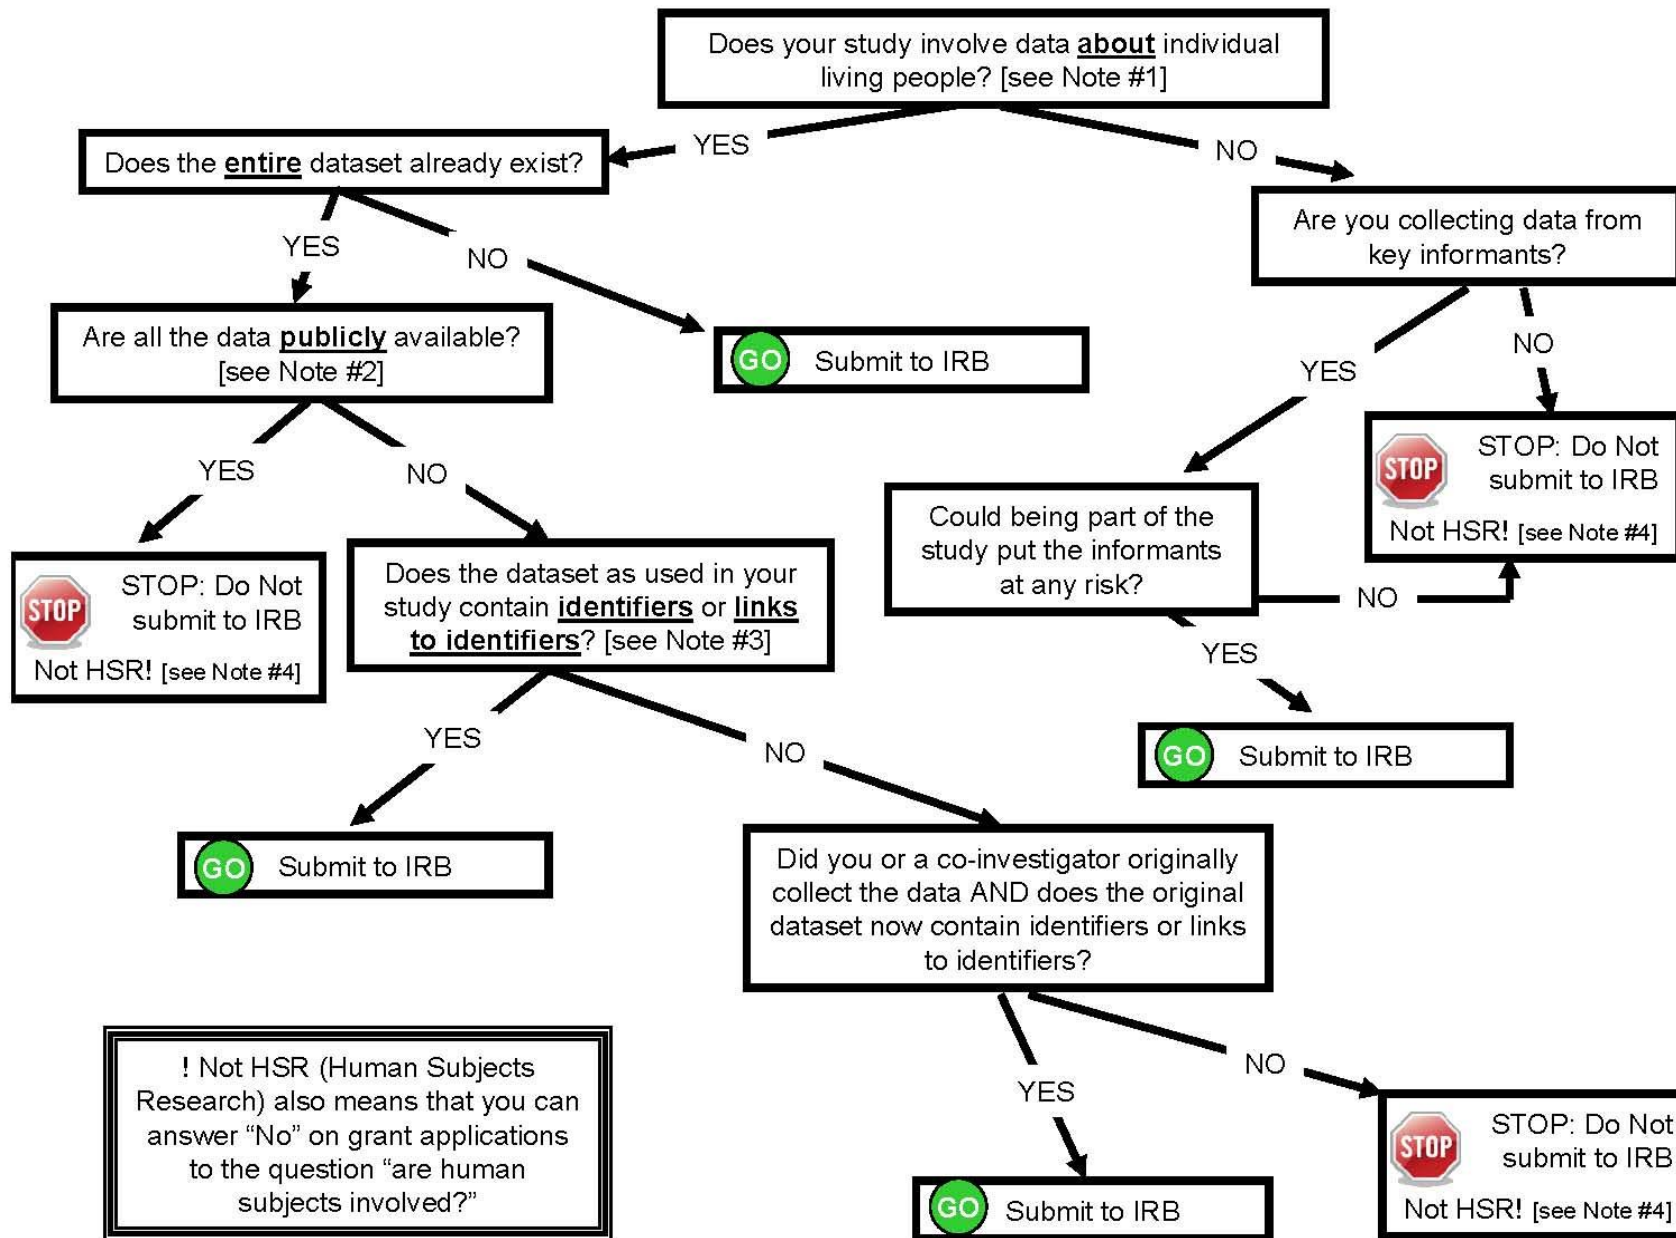 Does your study involve data about individual
living people? [see Note #1]
YES
NO
Does the entire dataset already exist?
Are you collecting data from
key informants?
YES
NO
YES
NO
Are all the data publicly available?
[see Note #2]
GO Submit to IRB
STOP STOP: Do Not
submit to IRB
Not HSR! [see Note #4]
YES
NO
Could being part of the
study put the informants
at any risk?
NO
YES
STOP STOP: Do Not
submit to IRB
Not HSR! [see Note #4]
Does the dataset as used in your
study contain identifiers or links
to identifiers? [see Note #3]
GO Submit to IRB
YES
NO
GO Submit to IRB
Did you or a co-investigator originally
collect the data AND does the original
dataset now contain identifiers or links
to identifiers?
YES
NO
! Not HSR (Human Subjects
Research) also means that you can
answer “No” on grant applications
to the question “are human
subjects involved?”
GO Submit to IRB
STOP STOP: Do Not
submit to IRB
Not HSR! [see Note #4]